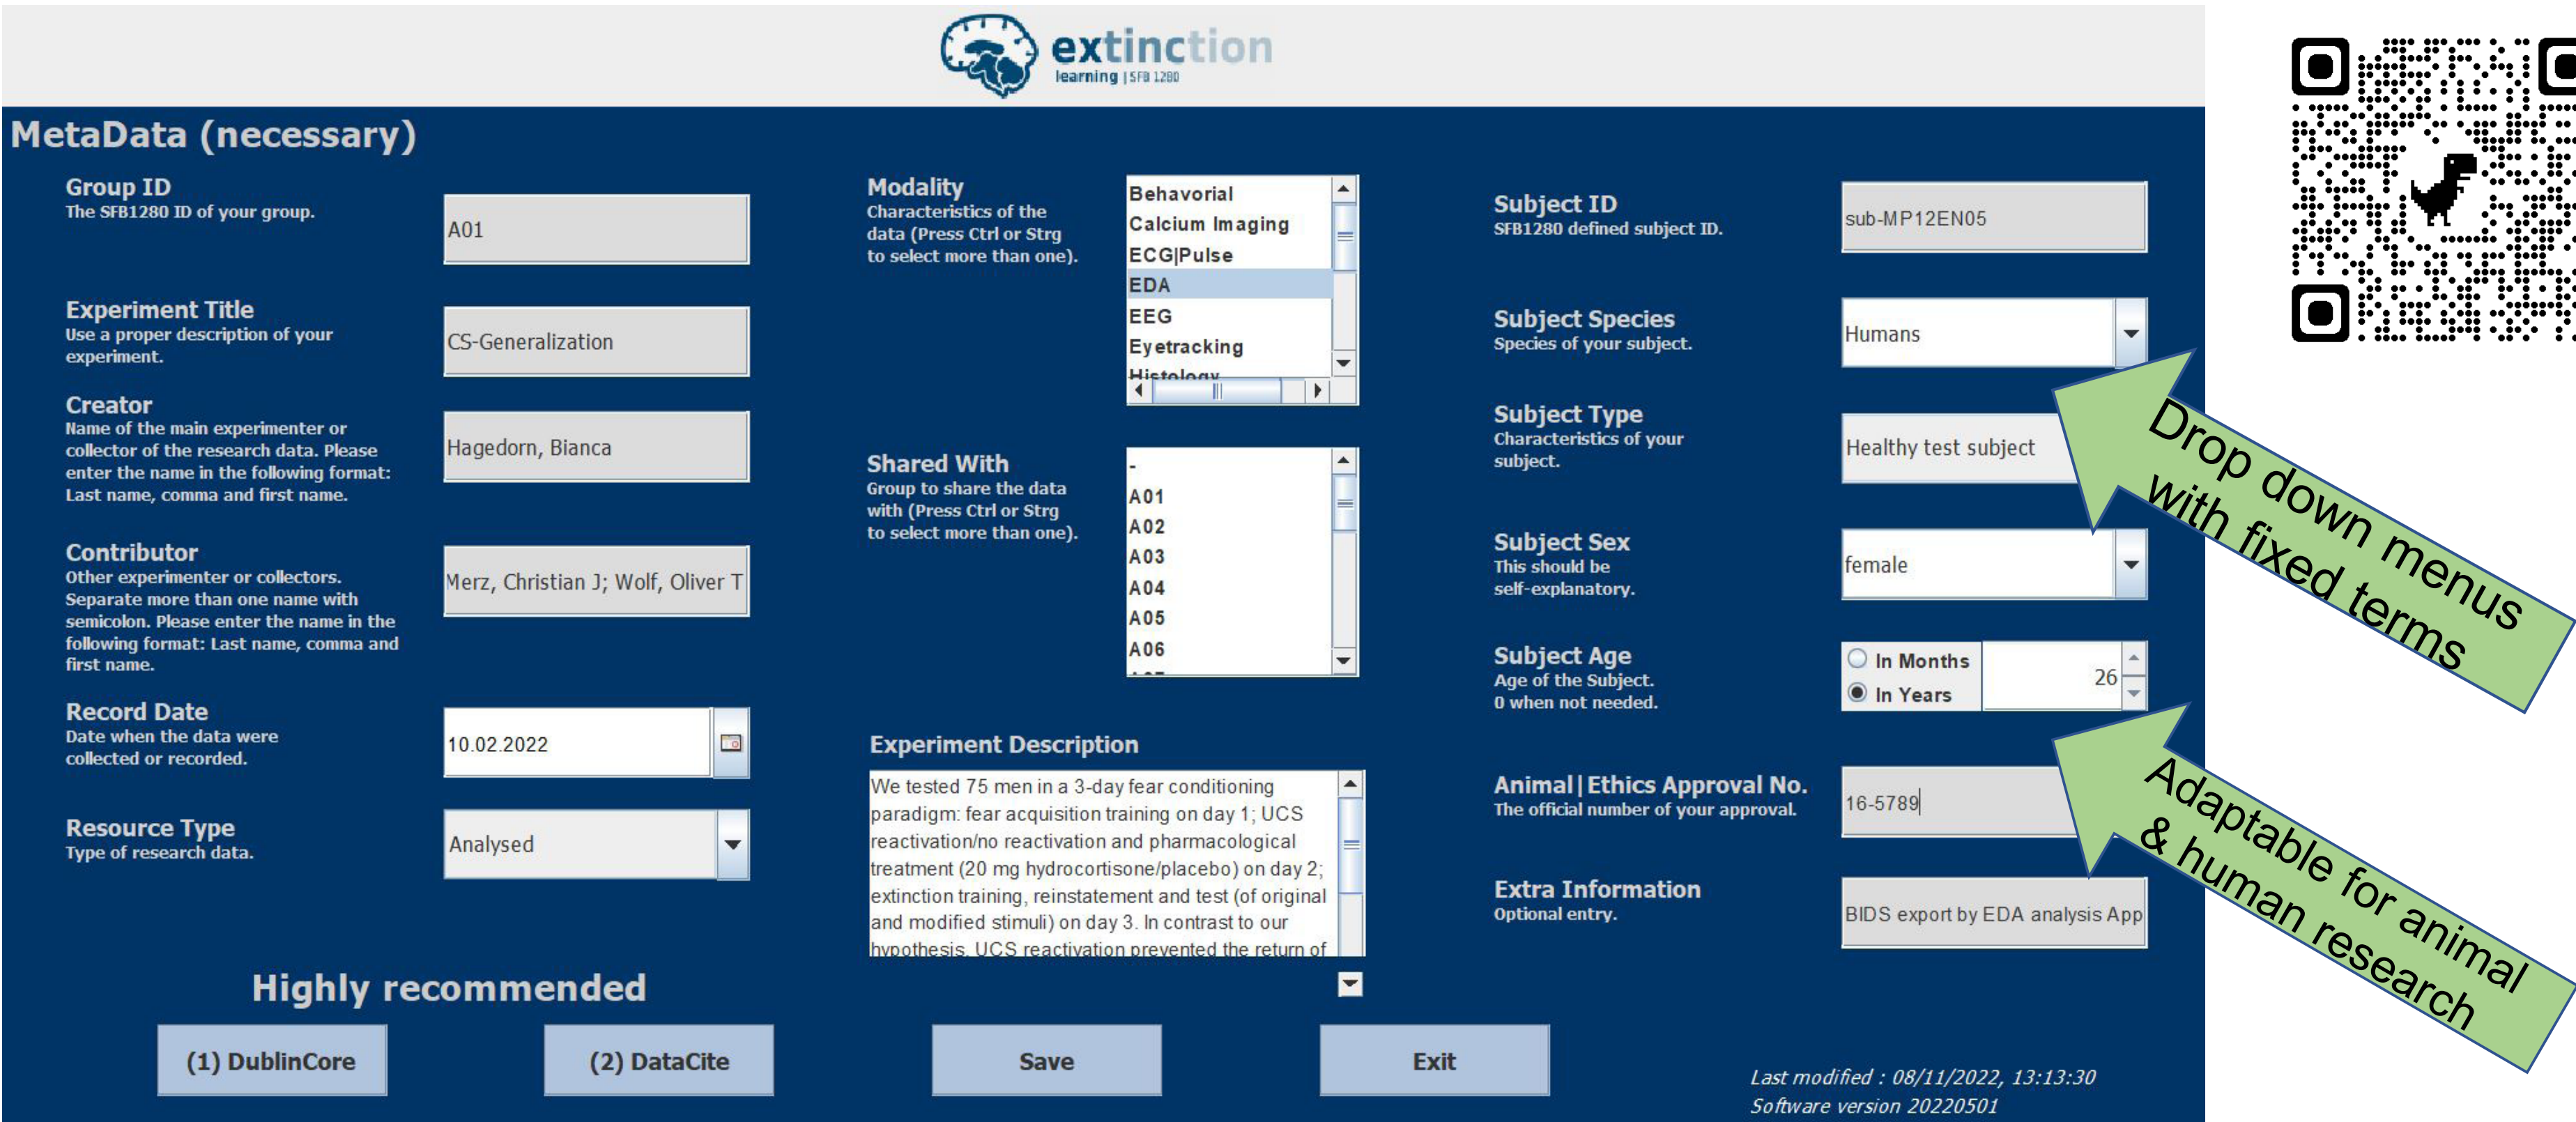 extinction
learning | SFB 1280
MetaData (necessary)
Group ID
The SFB1280 ID of your group.
A01
Experiment Title
Use a proper description of your
experiment.
CS-Generalization
Creator
Name of the main experimenter or
collector of the research data. Please
enter the name in the following format:
Last name, comma and first name.
Hagedorn, Bianca
Contributor
Other experimenter or collectors.
Separate more than one name with
semicolon. Please enter the name in the
following format: Last name, comma and
first name.
Merz, Christian J; Wolf, Oliver T
Record Date
Date when the data were
collected or recorded.
10.02.2022
Resource Type
Type of research data.
Analysed
Modality
Characteristics of the
data (Press Ctrl or Strg
to select more than one).
Behavorial
Calcium Imaging
ECG|Pulse
EDA
EEG
Eyetracking
Histology
Shared With
Group to share the data
with (Press Ctrl or Strg
to select more than one).
-
A01
A02
A03
A04
A05
A06
Experiment Description
We tested 75 men in a 3-day fear conditioning
paradigm: fear acquisition training on day 1; UCS
reactivation/no reactivation and pharmacological
treatment (20 mg hydrocortisone/placebo) on day 2;
extinction training, reinstatement and test (of original
and modified stimuli) on day 3. In contrast to our
hypothesis, UCS reactivation prevented the return of
Subject ID
SFB1280 defined subject ID.
sub-MP12EN05
Subject Species
Species of your subject.
Humans
Subject Type
Characteristics of your
subject.
Healthy test subject
Subject Sex
This should be
self-explanatory.
female
Subject Age
Age of the Subject.
0 when not needed.
In Months
In Years
26
Animal|Ethics Approval No.
The official number of your approval.
16-5789
Extra Information
Optional entry.
BIDS export by EDA analysis App
Drop down menus
with fixed terms
Adaptable for animal
& human research
Highly recommended
(1) DublinCore
(2) DataCite
Save
Exit
Last modified : 08/11/2022, 13:13:30
Software version 20220501